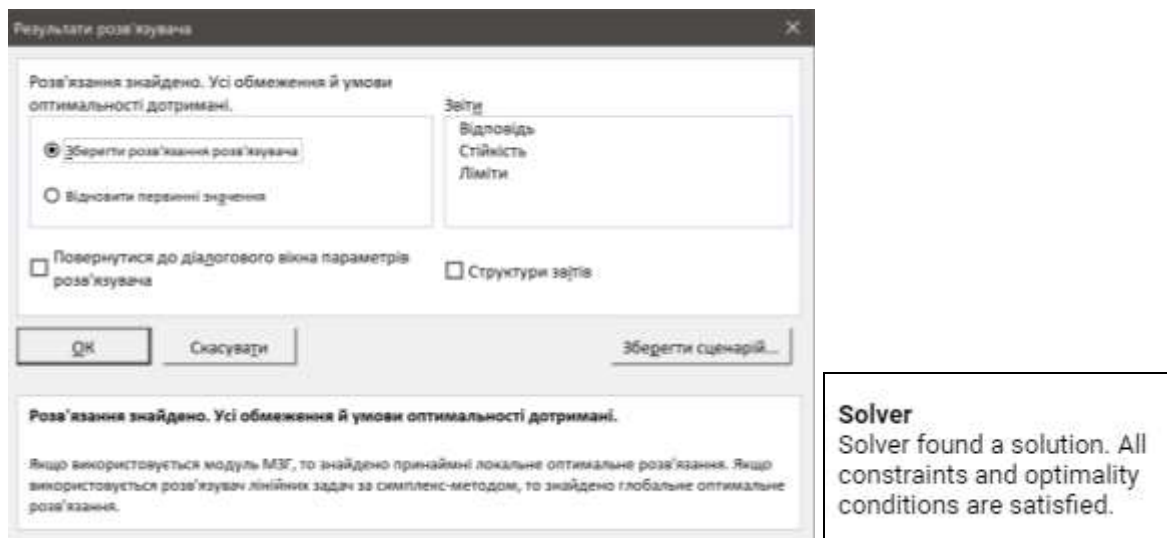 Результати розв'язувача
Розв'язання знайдено. Усі обмеження й умови
оптимальності дотримані.
Звіти
Зберегти розв'язання розв'язувача
Відновити первинні значення
Відповідь
Стійкість
Ліміти
Повернутися до діалогового вікна параметрів
розв'язувача
Структури звітів
ОК
Скасувати
Зберегти сценарій...
Розв'язання знайдено. Усі обмеження й умови оптимальності дотримані.
Якщо використовується модуль МЗГ, то знайдено принаймні локальне оптимальне розв'язання. Якщо
використовується розв'язувач лінійних задач за симплекс-методом, то знайдено глобальне оптимальне
розв'язання.
Solver
Solver found a solution. All
constraints and optimality
conditions are satisfied.